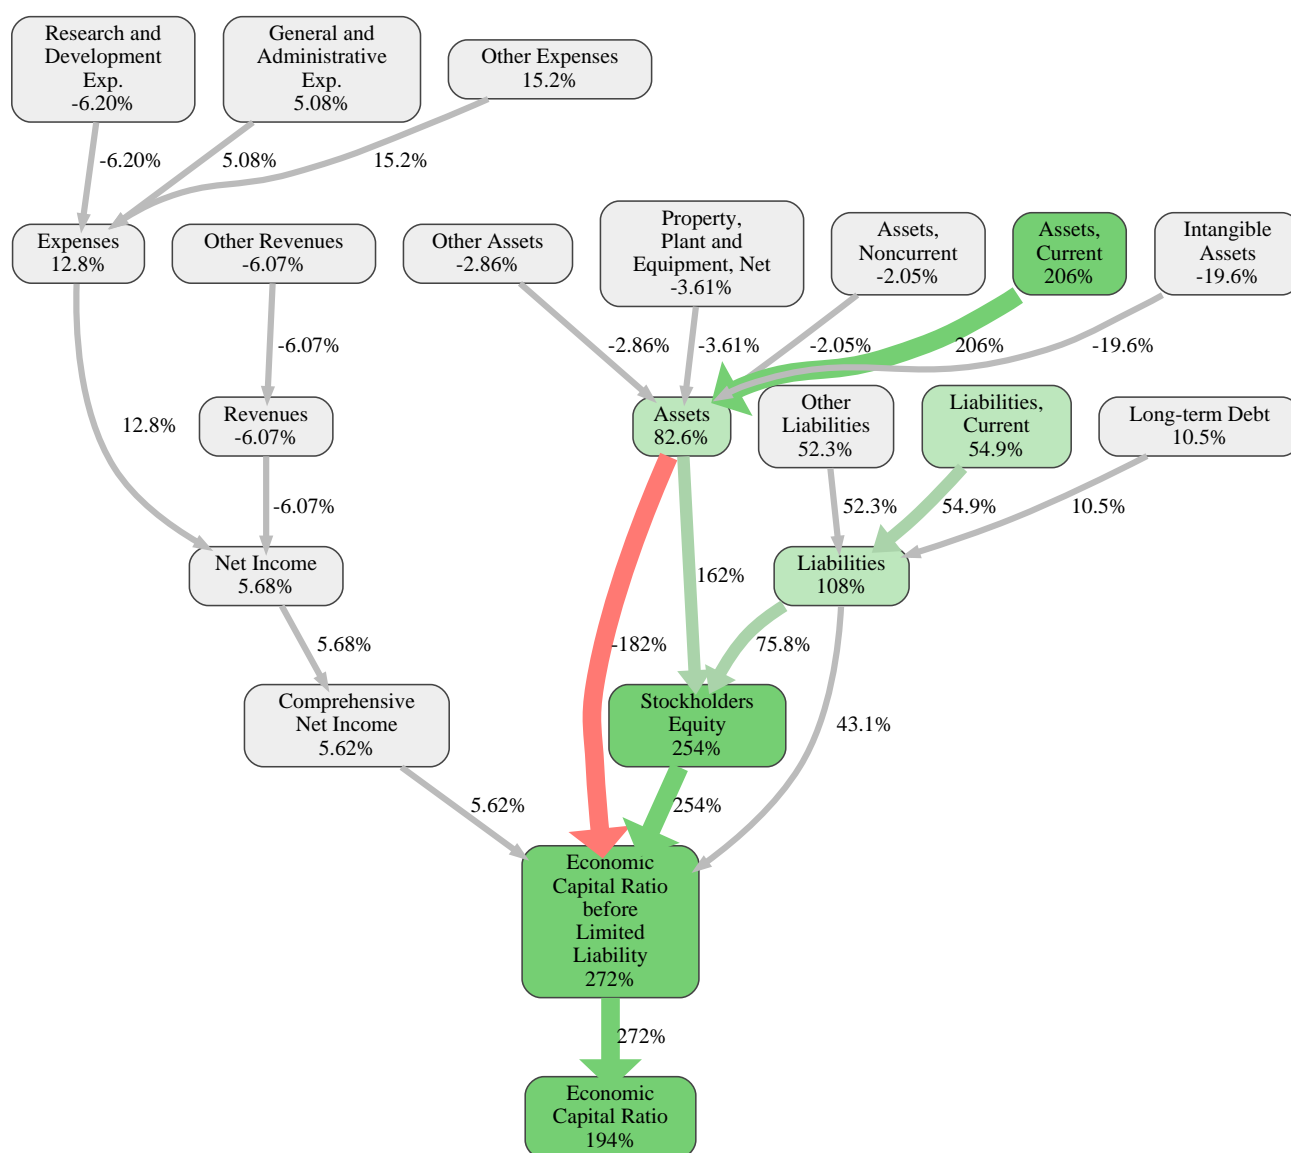 Research and
Development
Exp.
-6.20%
General and
Administrative
Exp.
5.08%
Other Expenses
15.2%
-6.20%
5.08%
15.2%
Expenses
12.8%
Other Revenues
-6.07%
Other Assets
-2.86%
Property,
Plant and
Equipment, Net
-3.61%
Assets,
Noncurrent
-2.05%
Assets,
Current
206%
Intangible
Assets
-19.6%
-6.07%
-2.86%
-3.61%
-2.05%
206%
-19.6%
12.8%
Revenues
-6.07%
Assets
82.6%
Other
Liabilities
52.3%
Liabilities,
Current
54.9%
Long-term Debt
10.5%
-6.07%
52.3%
54.9%
10.5%
Net Income
5.68%
162%
Liabilities
108%
5.68%
-182%
75.8%
Comprehensive
Net Income
5.62%
Stockholders
Equity
254%
43.1%
5.62%
254%
Economic
Capital Ratio
before
Limited
Liability
272%
272%
Economic
Capital Ratio
194%